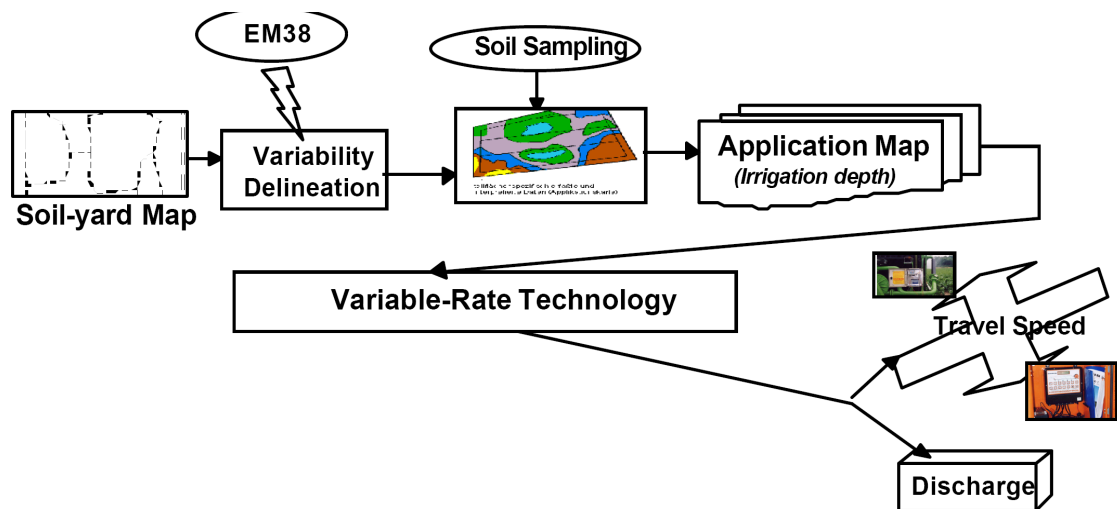 EM38
Soil Sampling
Variability
Delineation
Application Map
(Irrigation depth)
Soil-yard Map
Variable-Rate Technology
Travel Speed
Discharge